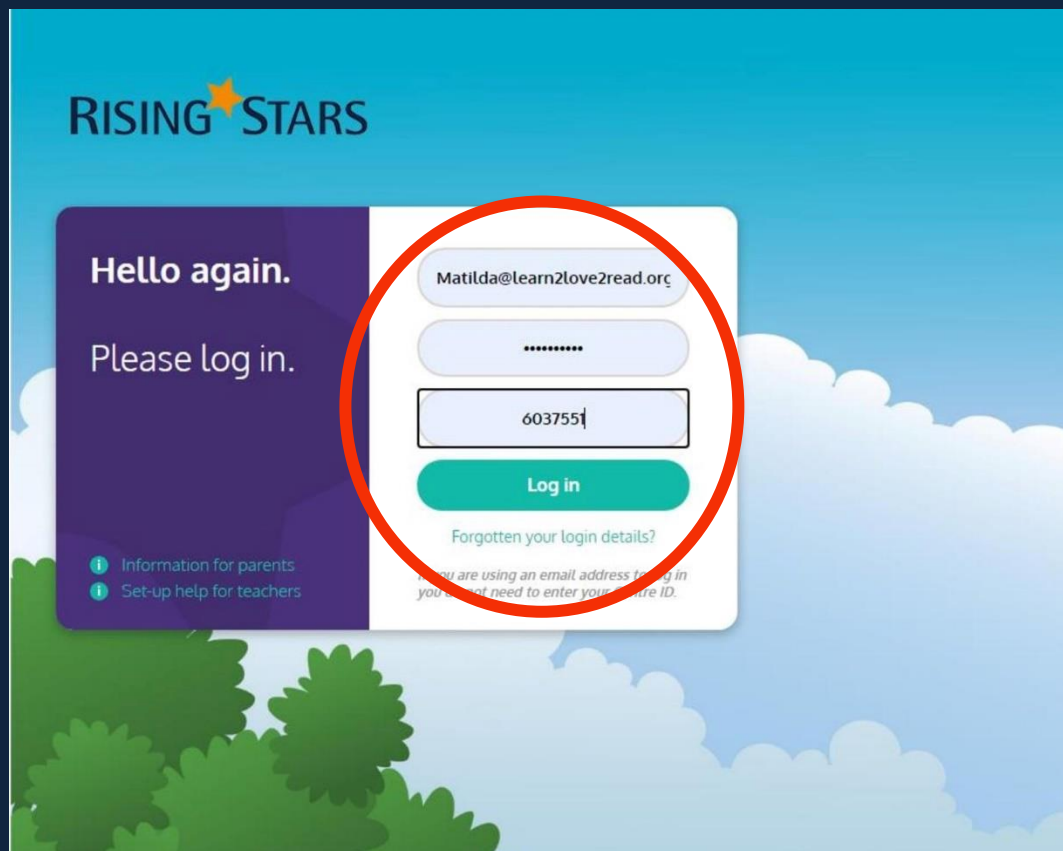 RISING STARS
Hello again.
Please log in.
Information for parents
Set-up help for teachers
Matilda@learn2love2read.org
••••••••••
6037551
Log in
Forgotten your login details?
you are using an email address to in
you not need to enter your ID.